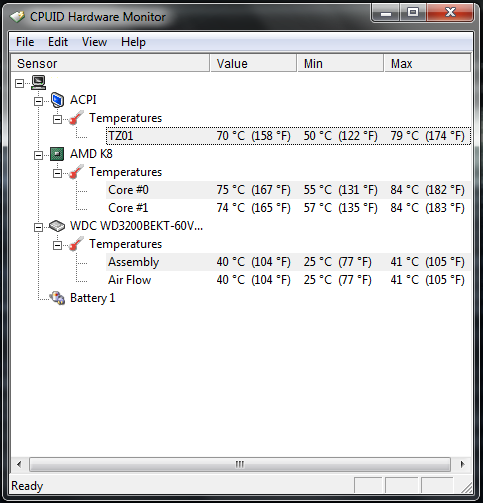 CPUID Hardware Monitor
File Edit View Help
Sensor Value Min Max
ACPI
Temperatures
TZ01 70 °C (158 °F) 50 °C (122 °F) 79 °C (174 °F)
AMD K8
Temperatures
Core #0 75 °C (167 °F) 55 °C (131 °F) 84 °C (182 °F)
Core #1 74 °C (165 °F) 57 °C (135 °F) 84 °C (183 °F)
WDC WD3200BEKT-60V...
Temperatures
Assembly 40 °C (104 °F) 25 °C (77 °F) 41 °C (105 °F)
Air Flow 40 °C (104 °F) 25 °C (77 °F) 41 °C (105 °F)
Battery 1
Ready